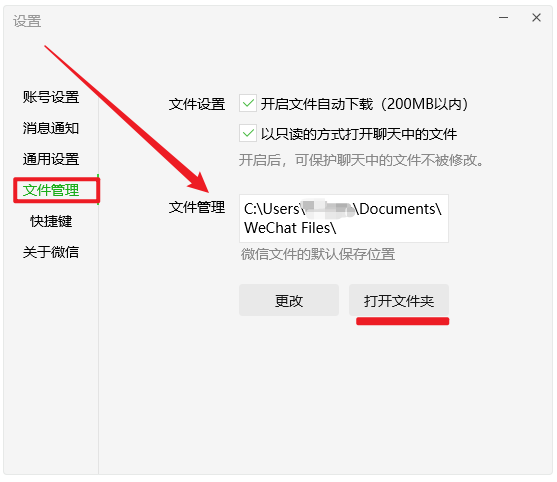 设置
账号设置
消息通知
通用设置
文件管理
快捷键
关于微信
文件设置
开启文件自动下载（200MB以内）
以只读的方式打开聊天中的文件
开启后，可保护聊天中的文件不被修改。
文件管理
C:\Users\ \Documents\
WeChat Files\
微信文件的默认保存位置
更改
打开文件夹